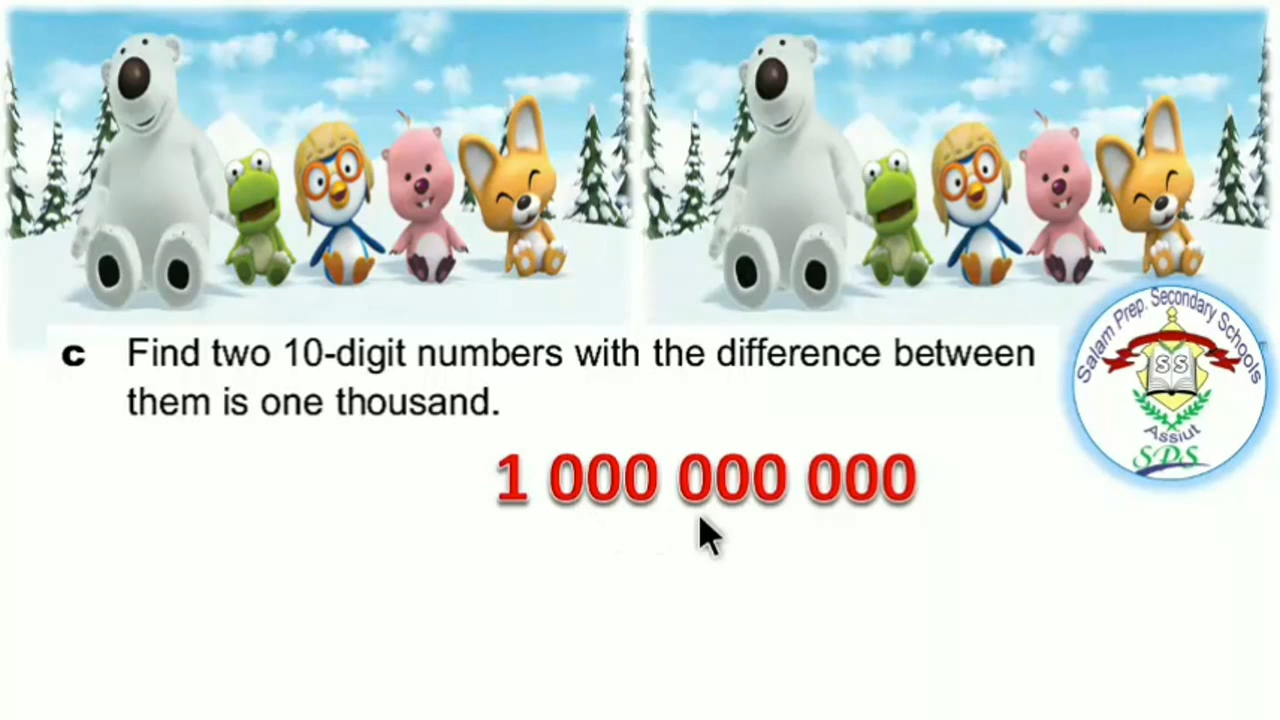 c Find two 10-digit numbers with the difference between
them is one thousand.
1 000 000 000
Salam Prep. Secondary Schools
SS
Assiut
SPS